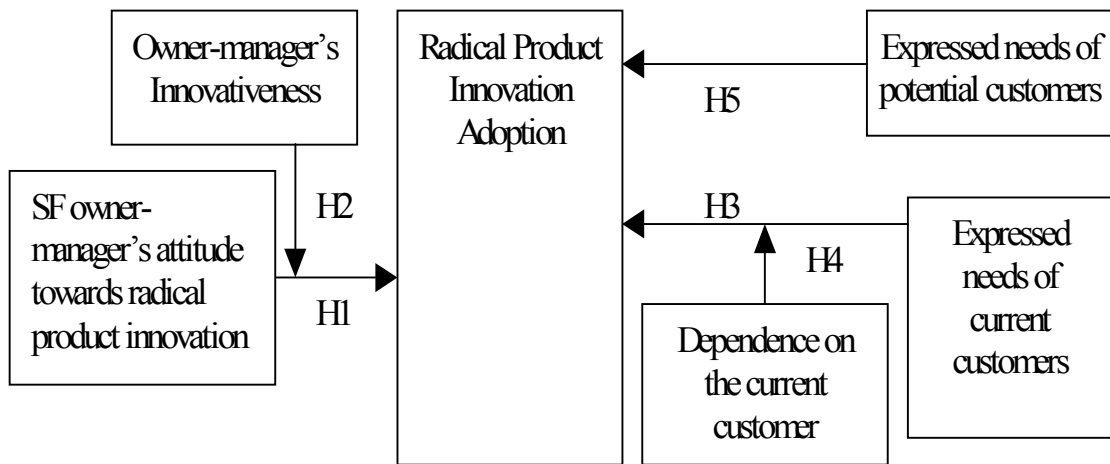 Owner-manager's
Innovativeness
Radical Product
Innovation
Adoption
Expressed needs of
potential customers
H5
SF owner-
manager's attitude
towards radical
product innovation
H2
H1
H3
H4
Expressed
needs of
current
customers
Dependence on
the current
customer